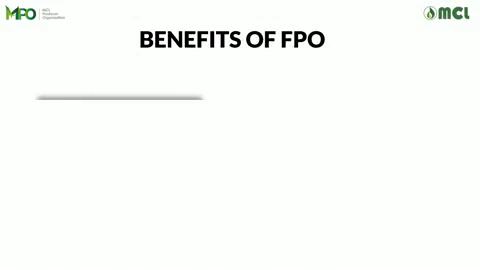 MPO
MCL
Producer
Organisation
MCL
BENEFITS OF FPO